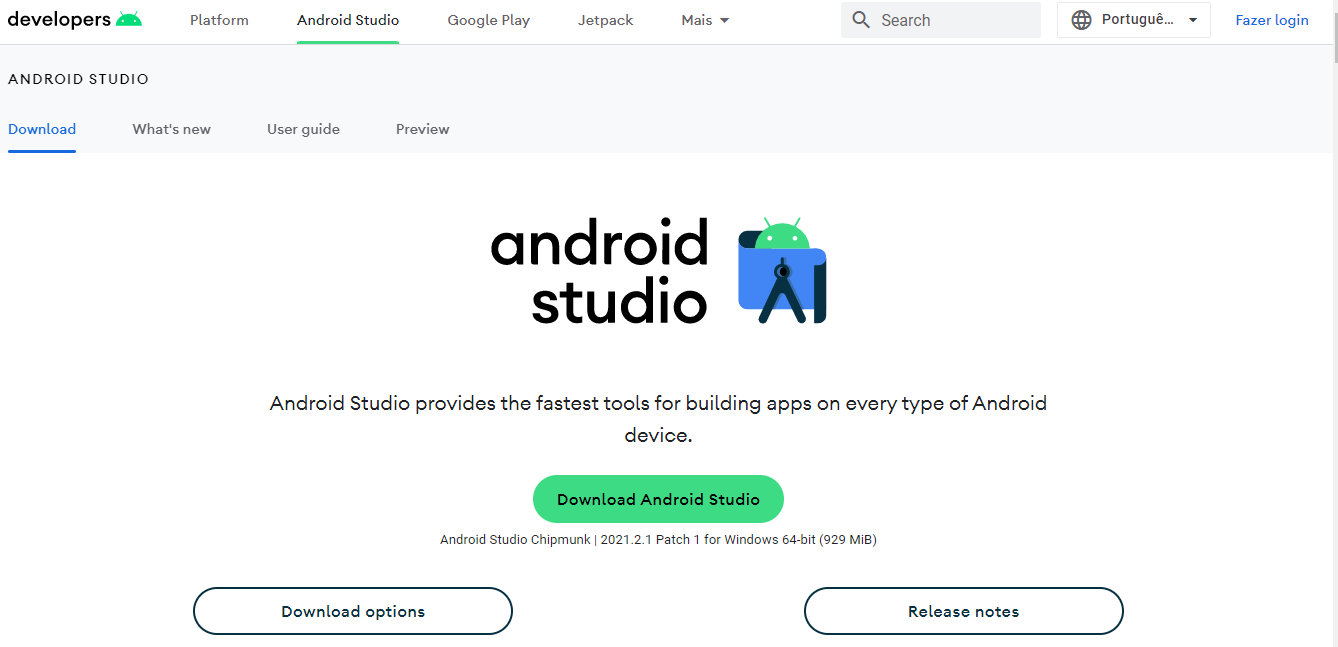 developers Platform Android Studio Google Play Jetpack Mais Search Portuguê... Fazer login
ANDROID STUDIO
Download What's new User guide Preview
android
studio
Android Studio provides the fastest tools for building apps on every type of Android
device.
Download Android Studio
Android Studio Chipmunk | 2021.2.1 Patch 1 for Windows 64-bit (929 MiB)
Download options Release notes